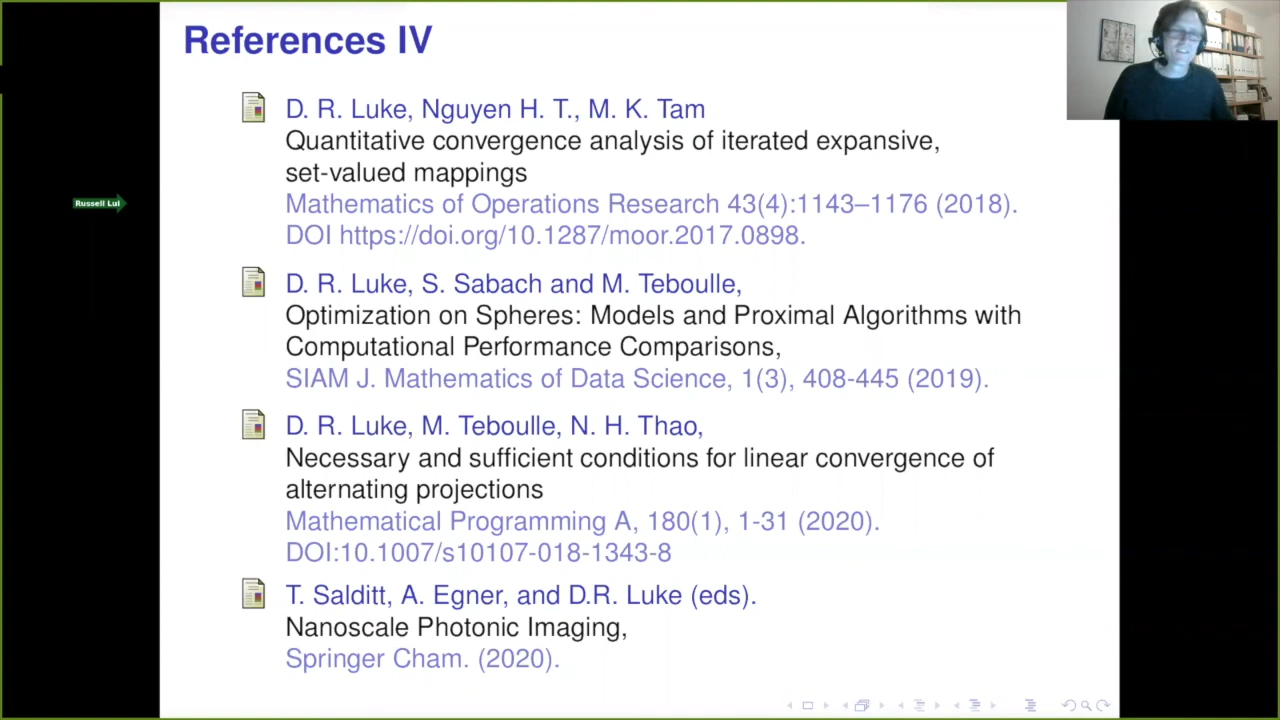 References IV
D. R. Luke, Nguyen H. T., M. K. Tam
Quantitative convergence analysis of iterated expansive,
set-valued mappings
Mathematics of Operations Research 43(4):1143–1176 (2018).
DOI https://doi.org/10.1287/moor.2017.0898.
Russell Lul
D. R. Luke, S. Sabach and M. Teboulle,
Optimization on Spheres: Models and Proximal Algorithms with
Computational Performance Comparisons,
SIAM J. Mathematics of Data Science, 1(3), 408-445 (2019).
D. R. Luke, M. Teboulle, N. H. Thao,
Necessary and sufficient conditions for linear convergence of
alternating projections
Mathematical Programming A, 180(1), 1-31 (2020).
DOI:10.1007/s10107-018-1343-8
T. Salditt, A. Egner, and D.R. Luke (eds).
Nanoscale Photonic Imaging,
Springer Cham. (2020).